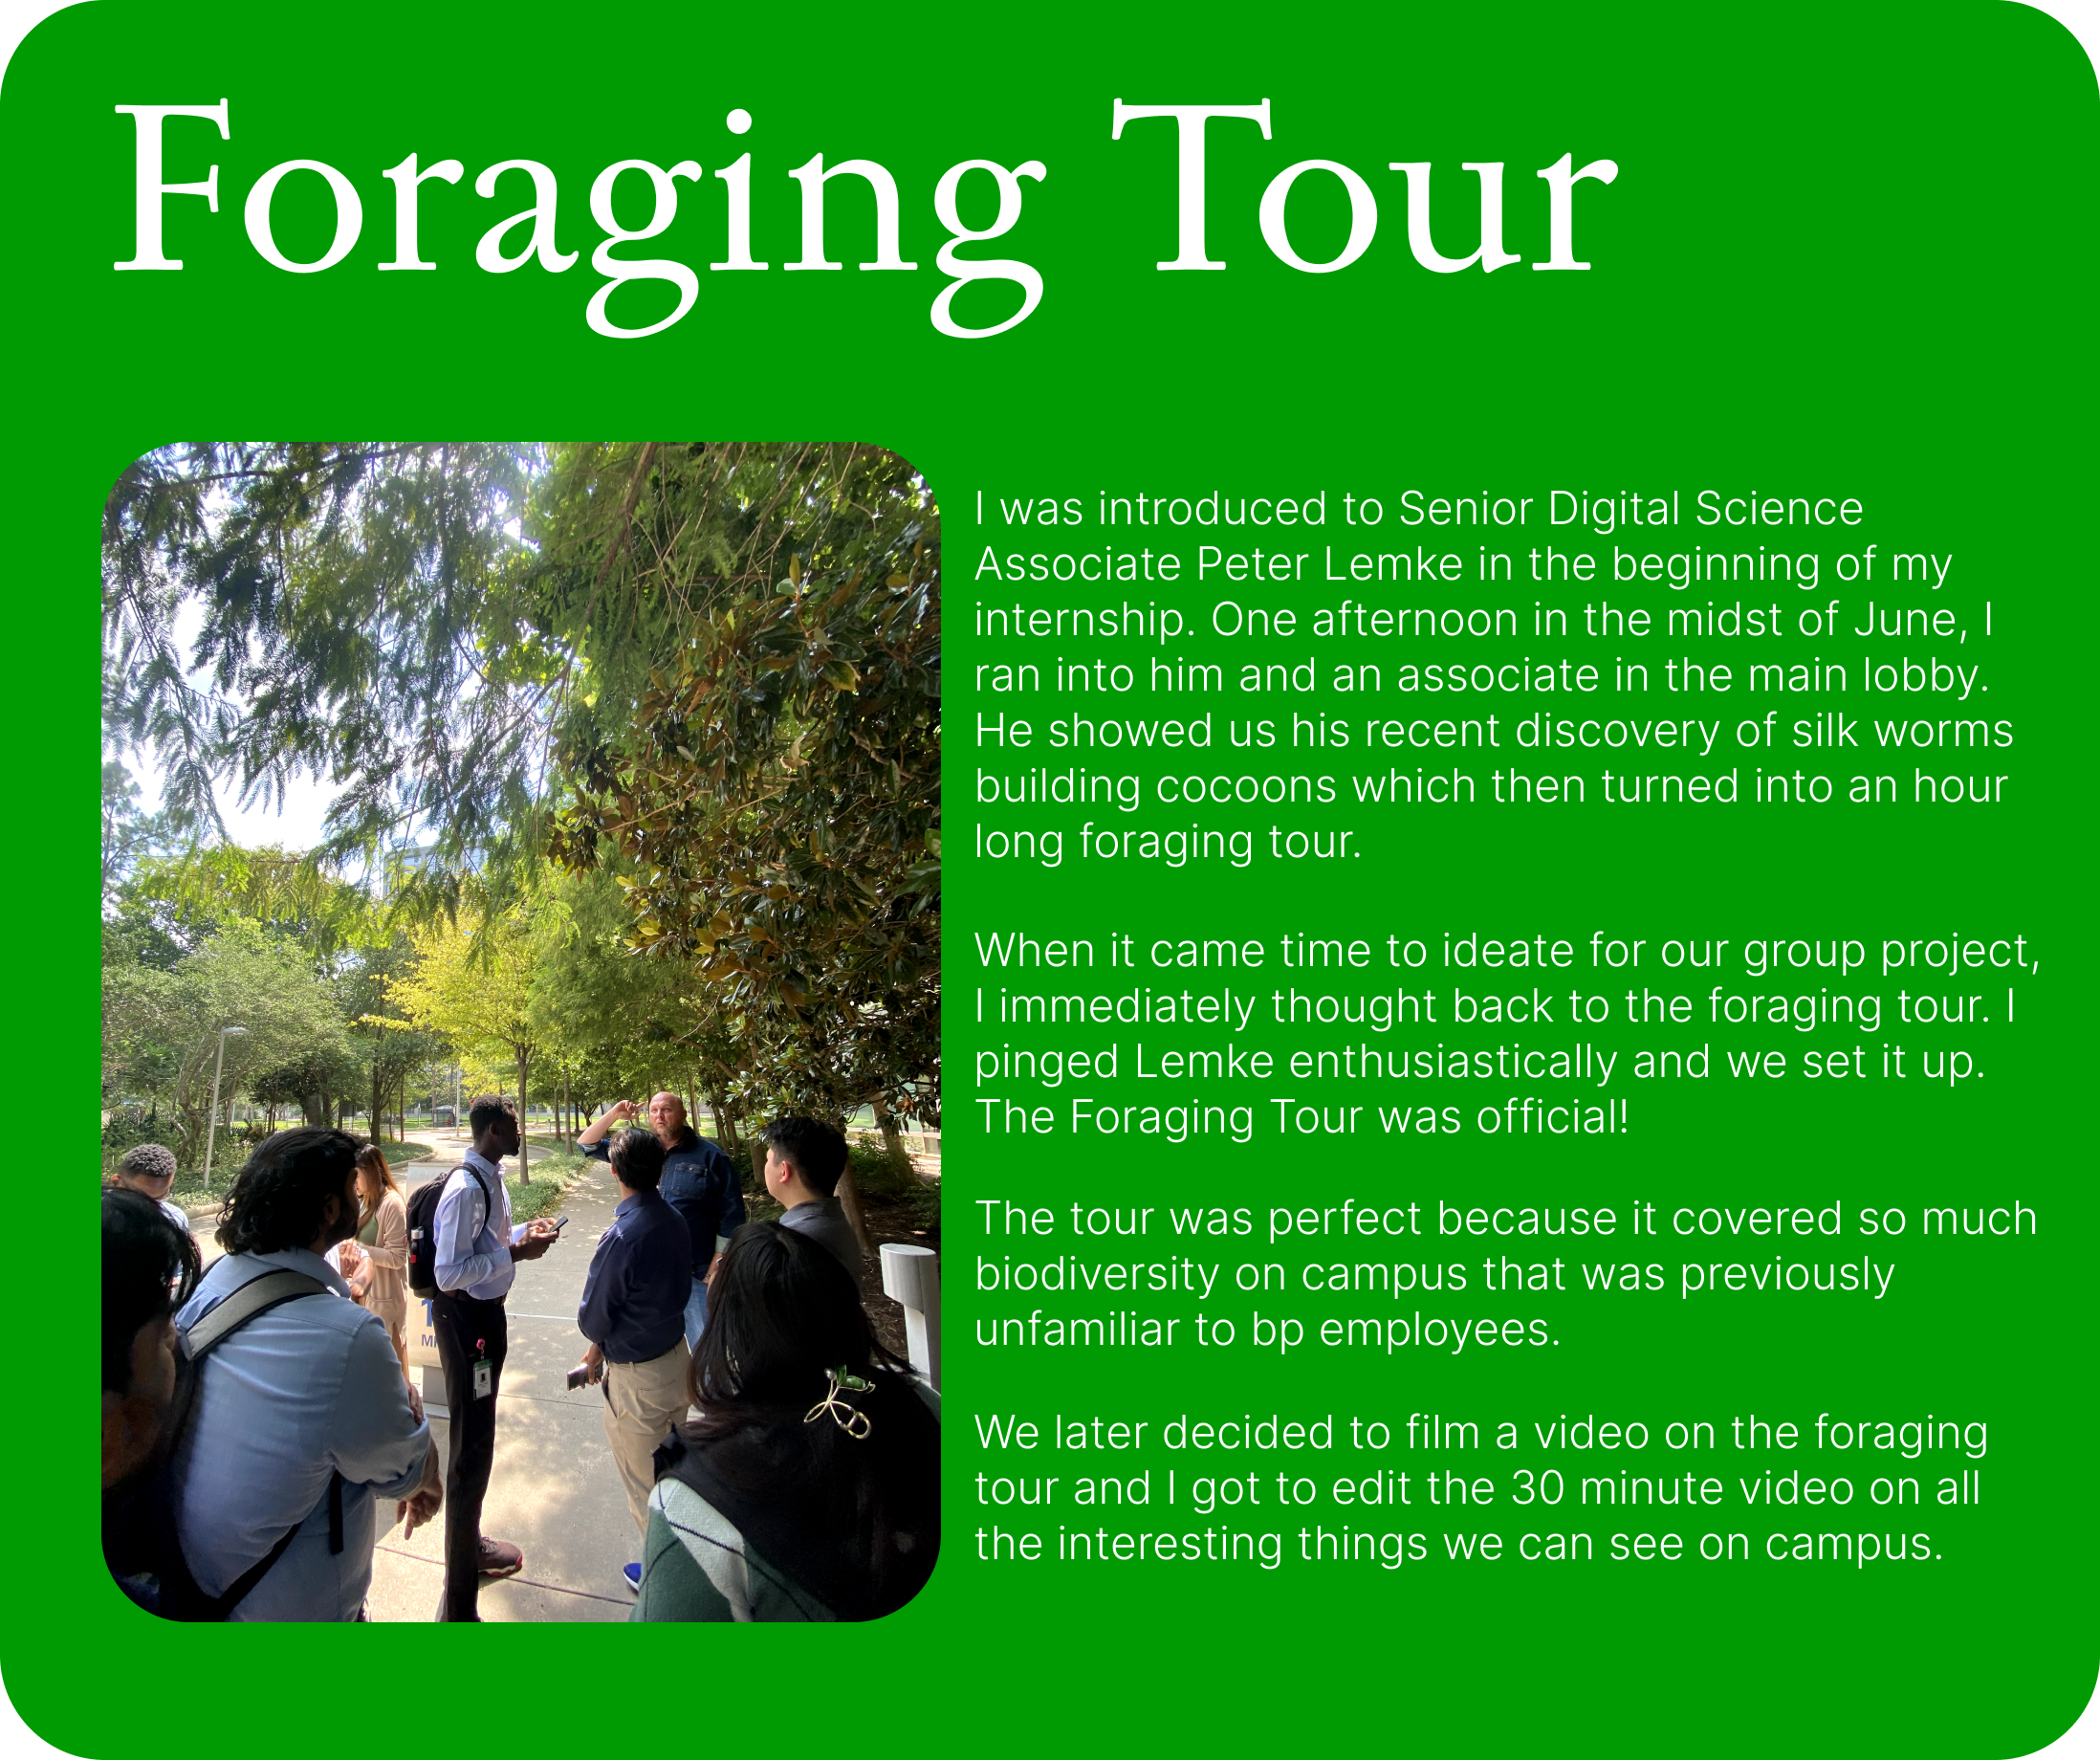 Foraging Tour
I was introduced to Senior Digital Science
Associate Peter Lemke in the beginning of my
internship. One afternoon in the midst of June, I
ran into him and an associate in the main lobby.
He showed us his recent discovery of silk worms
building cocoons which then turned into an hour
long foraging tour.
When it came time to ideate for our group project,
I immediately thought back to the foraging tour. I
pinged Lemke enthusiastically and we set it up.
The Foraging Tour was official!
The tour was perfect because it covered so much
biodiversity on campus that was previously
unfamiliar to bp employees.
We later decided to film a video on the foraging
tour and I got to edit the 30 minute video on all
the interesting things we can see on campus.